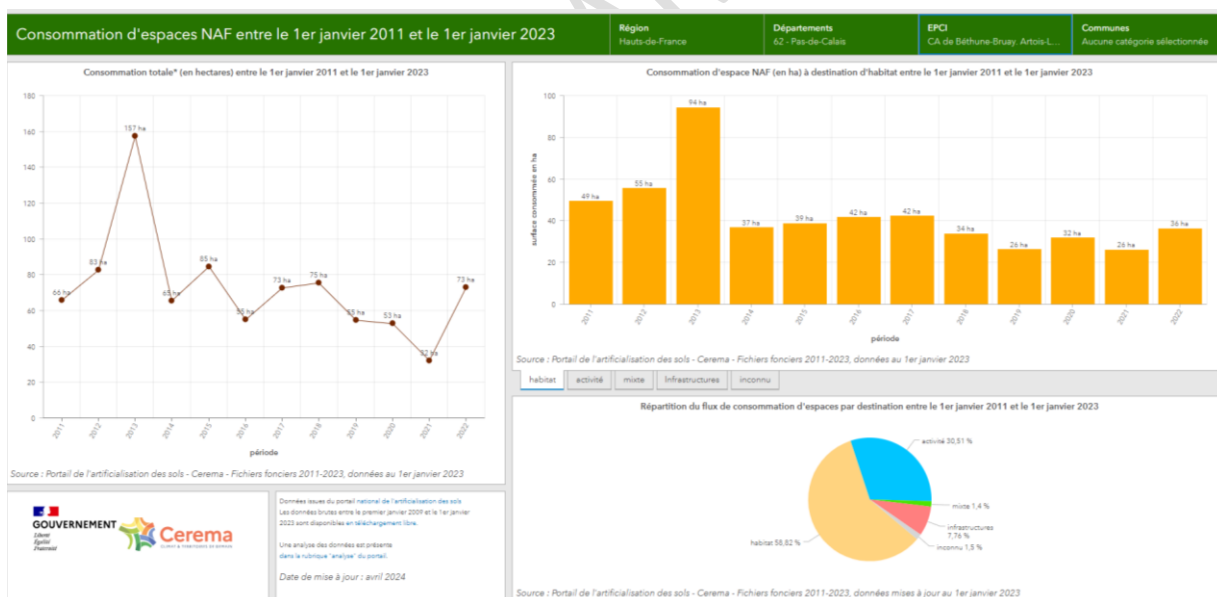 Consommation d'espaces NAF entre le 1er janvier 2011 et le 1er janvier 2023
Région
Hauts-de-France
Départements
62 - Pas-de-Calais
EPCI
CA de Béthune-Bruay, Artois-L...
Communes
Aucune catégorie sélectionnée
Consommation totale* (en hectares) entre le 1er janvier 2011 et le 1er janvier 2023
180
160
140
120
100
80
60
40
20
0
66 ha
83 ha
157 ha
65 ha
85 ha
55 ha
73 ha
75 ha
55 ha
53 ha
32 ha
73 ha
2011
2012
2013
2014
2015
2016
2017
2018
2019
2020
2021
2022
période
Source : Portail de l'artificialisation des sols - Cerema - Fichiers fonciers 2011-2023, données au 1er janvier 2023
Consommation d'espace NAF (en ha) à destination d'habitat entre le 1er janvier 2011 et le 1er janvier 2023
surface consommée en ha
100
80
60
40
20
0
49 ha
55 ha
94 ha
37 ha
39 ha
42 ha
42 ha
34 ha
26 ha
32 ha
26 ha
36 ha
2011
2012
2013
2014
2015
2016
2017
2018
2019
2020
2021
2022
période
Source : Portail de l'artificialisation des sols - Cerema - Fichiers fonciers 2011-2023, données au 1er janvier 2023
habitat
activité
mixte
Infrastructures
inconnu
Répartition du flux de consommation d'espaces par destination entre le 1er janvier 2011 et le 1er janvier 2023
activité 30,51 %
mixte 1,4 %
infrastructures
7,76 %
inconnu 1,5 %
habitat 58,82 %
Source : Portail de l'artificialisation des sols - Cerema - Fichiers fonciers 2011-2023, données mises à jour au 1er janvier 2023
GOUVERNEMENT
Liberté
Égalité
Fraternité
Cerema
Données issues du portail national de l'artificialisation des sols
Les données brutes entre le premier janvier 2009 et le 1er janvier
2023 sont disponibles en téléchargement libre.
Une analyse des données est présente
dans la rubrique "analyse" du portail.
Date de mise à jour : avril 2024